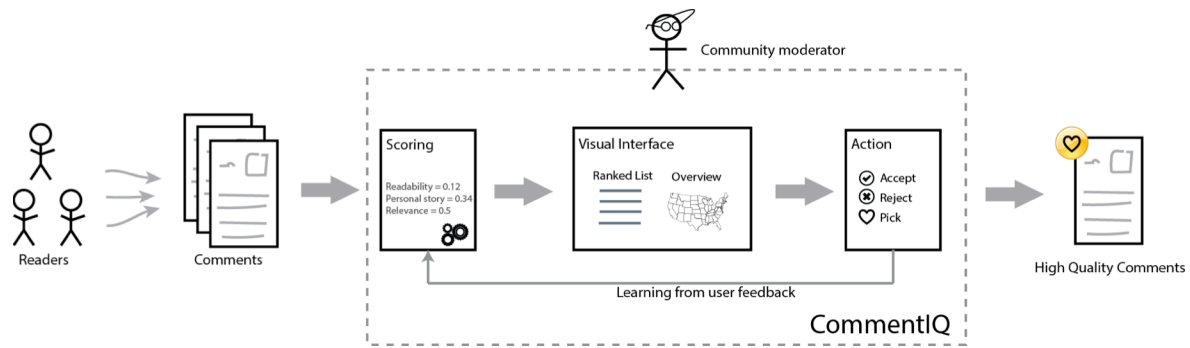 Community moderator
Readers
Comments
Scoring
Readability = 0.12
Personal story = 0.34
Relevance = 0.5
Visual Interface
Ranked List
Overview
Action
Accept
Reject
Pick
Learning from user feedback
CommentIQ
High Quality Comments